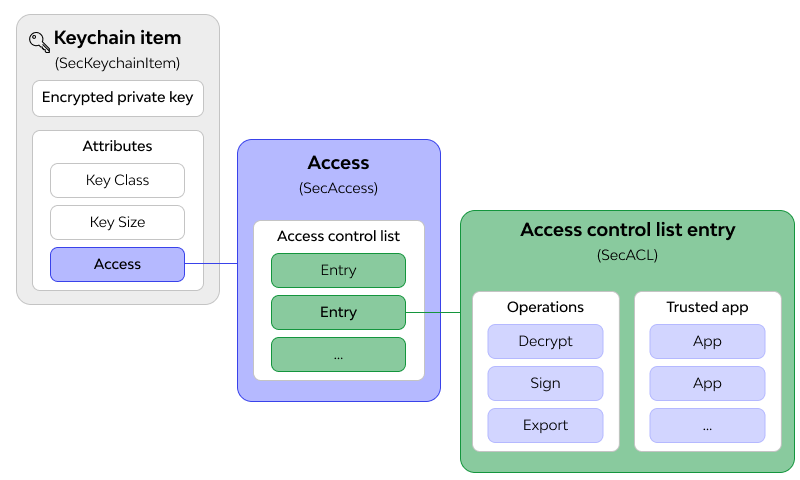 Keychain item
(SecKeychainItem)
Encrypted private key
Attributes
Key Class
Key Size
Access
Access
(SecAccess)
Access control list
Entry
Entry
...
Access control list entry
(SecACL)
Operations
Decrypt
Sign
Export
Trusted app
App
App
...